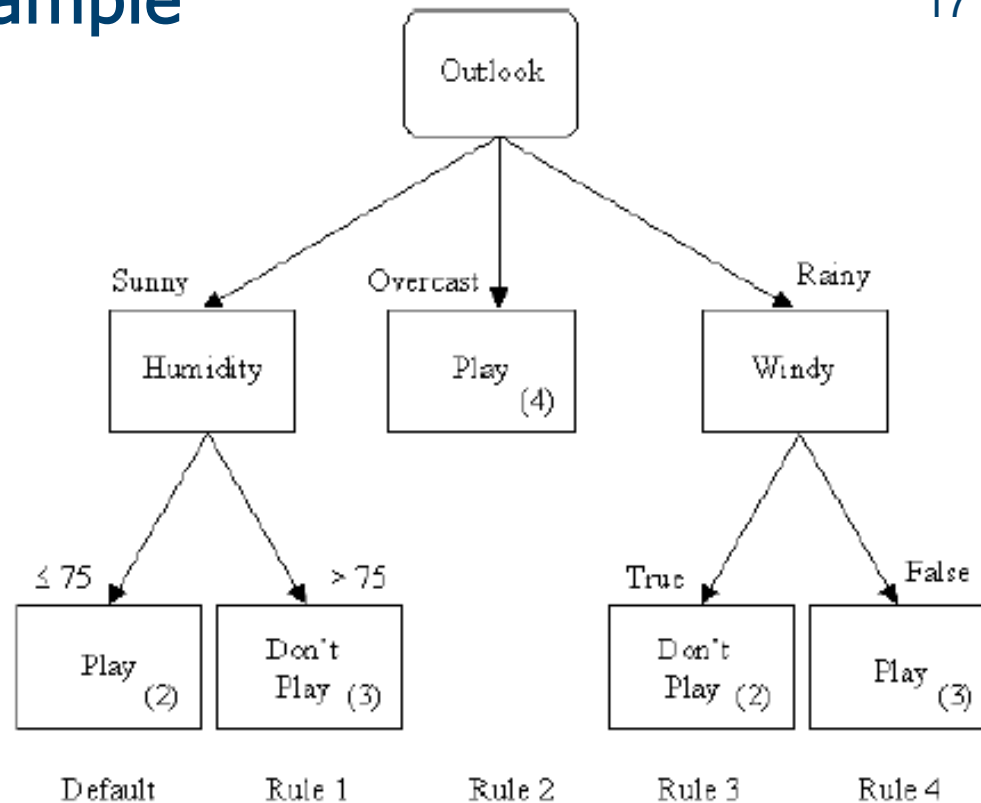 17
Outlook
Sunny
Overcast
Rainy
Humidity
Play
(4)
Windy
≤ 75
> 75
True
False
Play
(2)
Don't
Play (3)
Don't
Play (2)
Play
(3)
Default
Rule 1
Rule 2
Rule 3
Rule 4